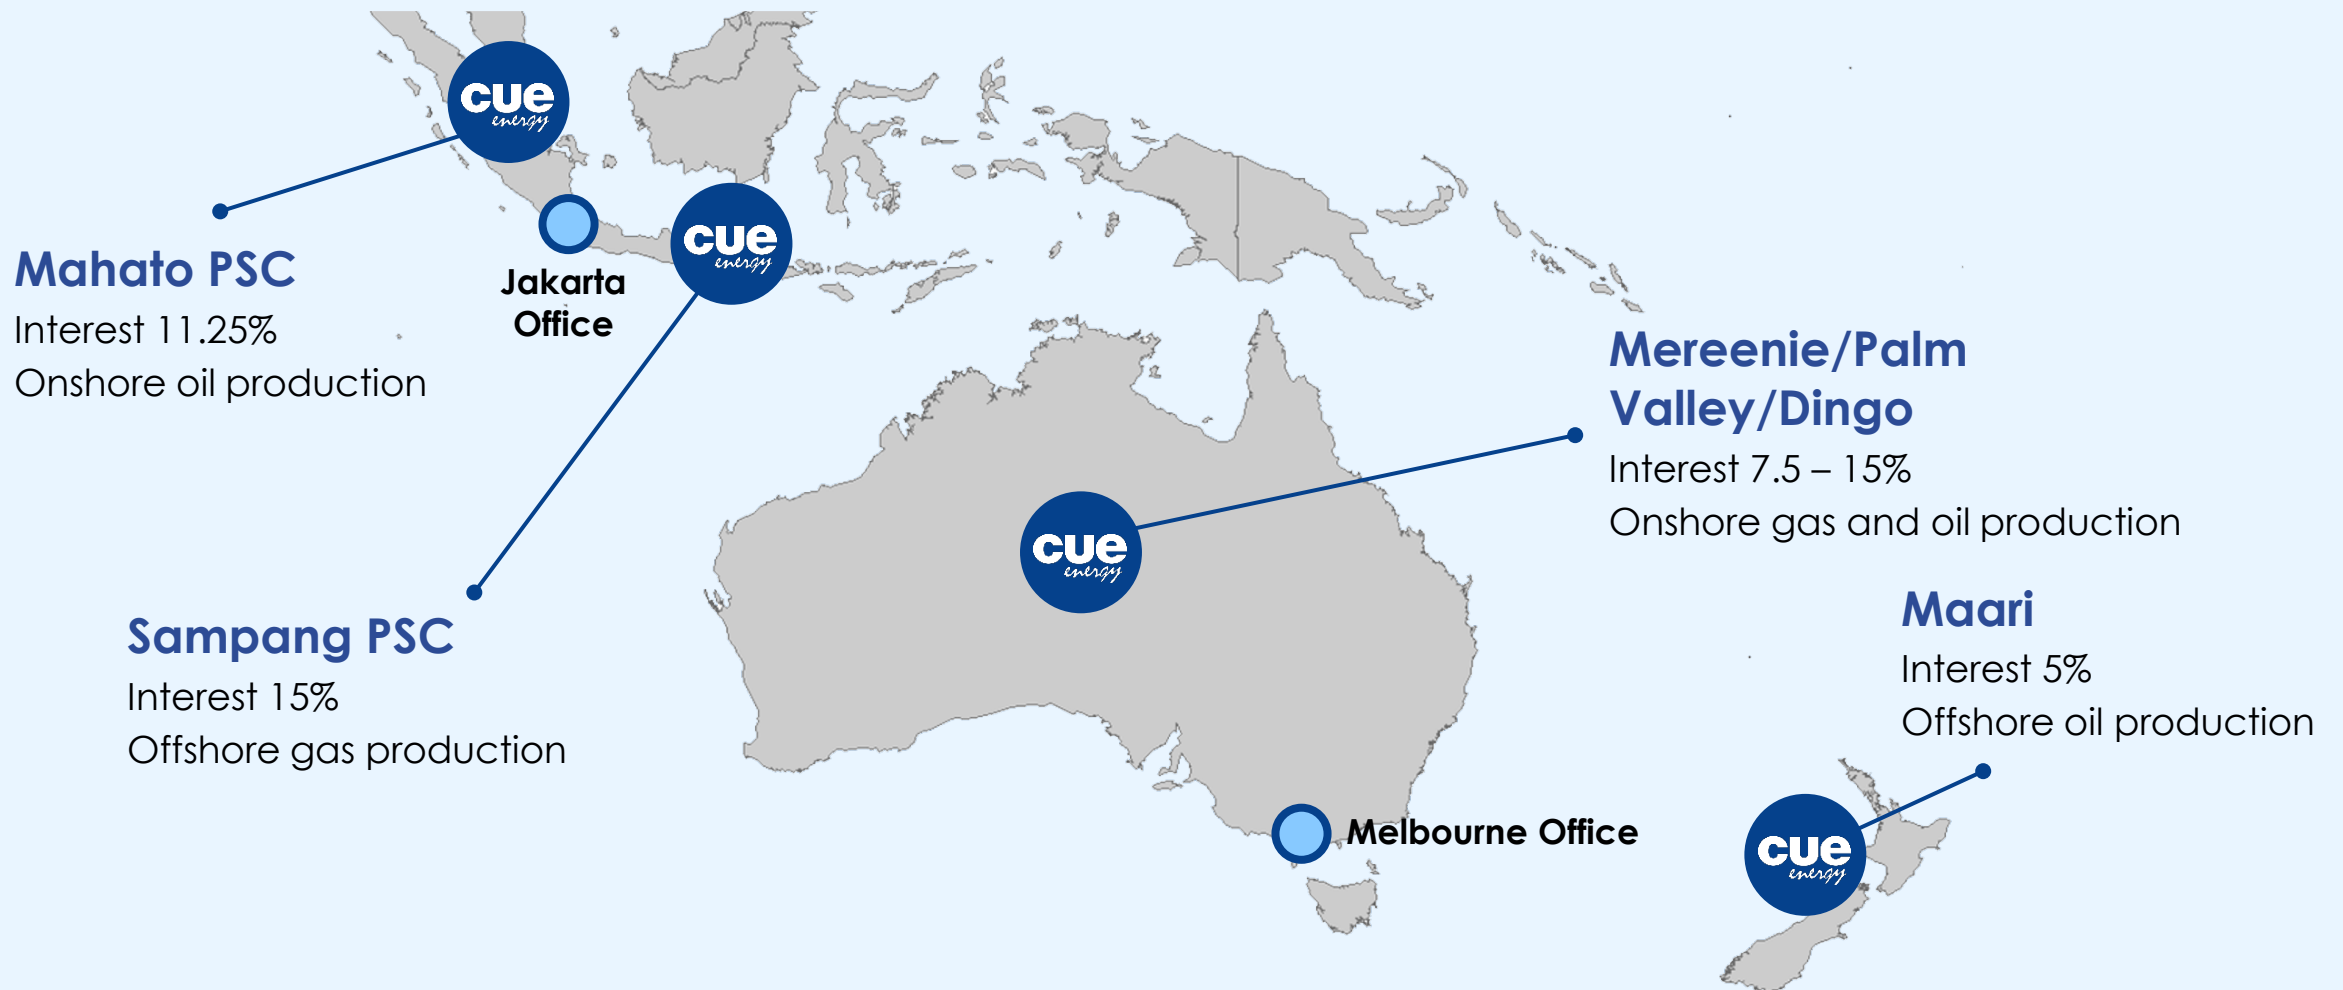 cue
energy
cue
energy
Mahato PSC
Interest 11.25%
Onshore oil production
Jakarta
Office
Mereenie/Palm
Valley/Dingo
Interest 7.5 – 15%
Onshore gas and oil production
cue
energy
Sampang PSC
Interest 15%
Offshore gas production
Maari
Interest 5%
Offshore oil production
Melbourne Office
cue
energy